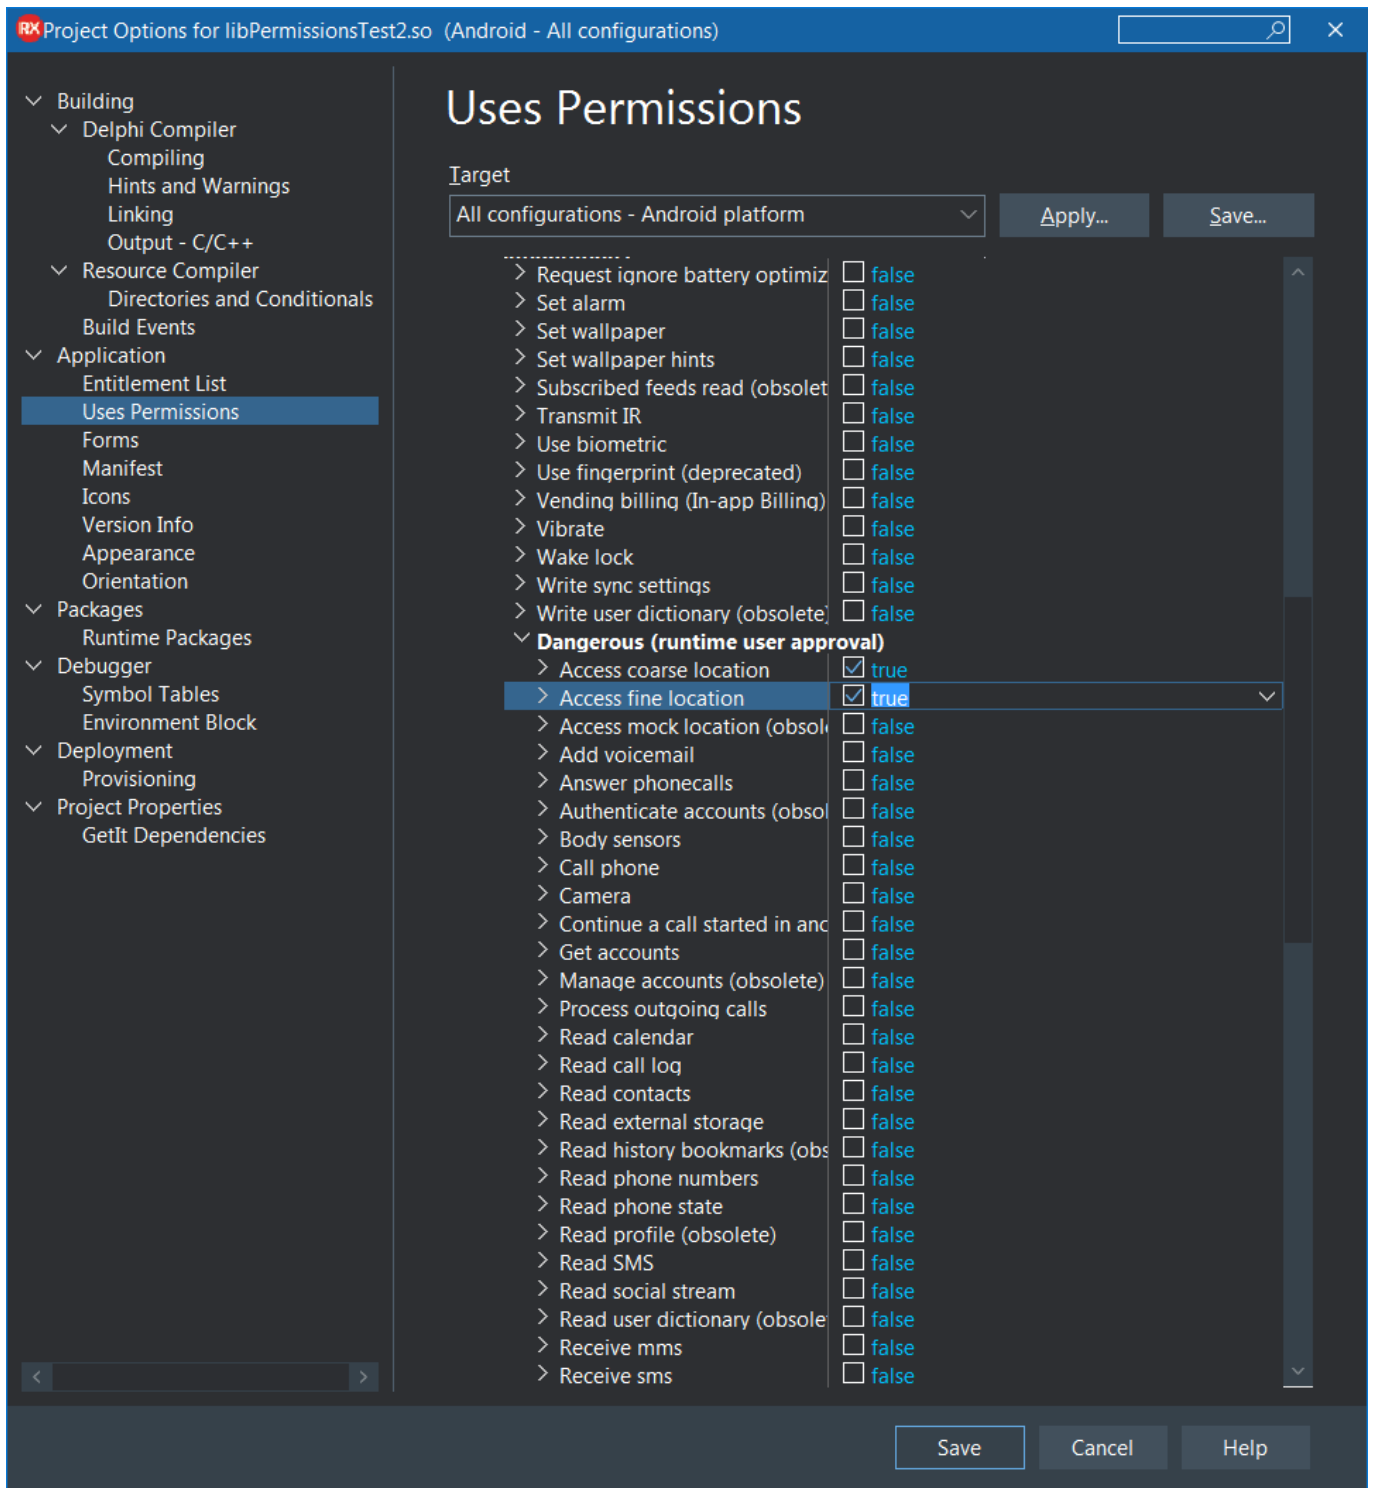 RX Project Options for libPermissionsTest2.so (Android - All configurations)
Building
Delphi Compiler
Compiling
Hints and Warnings
Linking
Output - C/C++
Resource Compiler
Directories and Conditionals
Build Events
Application
Entitlement List
Uses Permissions
Forms
Manifest
Icons
Version Info
Appearance
Orientation
Packages
Runtime Packages
Debugger
Symbol Tables
Environment Block
Deployment
Provisioning
Project Properties
GetIt Dependencies
Uses Permissions
Target
All configurations - Android platform
Apply...
Save...
Request ignore battery optimiz false
Set alarm false
Set wallpaper false
Set wallpaper hints false
Subscribed feeds read (obsolet false
Transmit IR false
Use biometric false
Use fingerprint (deprecated) false
Vending billing (In-app Billing) false
Vibrate false
Wake lock false
Write sync settings false
Write user dictionary (obsolete) false
Dangerous (runtime user approval)
Access coarse location true
Access fine location true
Access mock location (obsol false
Add voicemail false
Answer phonecalls false
Authenticate accounts (obsol false
Body sensors false
Call phone false
Camera false
Continue a call started in anc false
Get accounts false
Manage accounts (obsolete) false
Process outgoing calls false
Read calendar false
Read call log false
Read contacts false
Read external storage false
Read history bookmarks (obs false
Read phone numbers false
Read phone state false
Read profile (obsolete) false
Read SMS false
Read social stream false
Read user dictionary (obsole false
Receive mms false
Receive sms false
Save
Cancel
Help